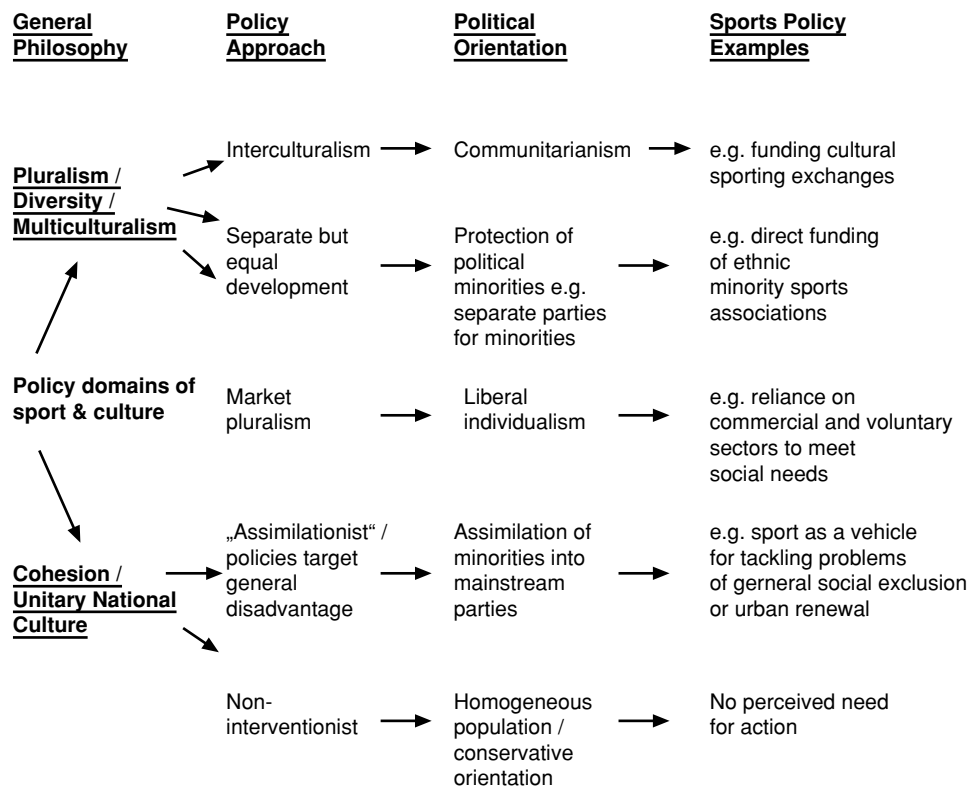 General
Philosophy
Policy
Approach
Political
Orientation
Sports Policy
Examples
Pluralism /
Diversity /
Multiculturalism
Interculturalism
Communitarianism
e.g. funding cultural
sporting exchanges
Separate but
equal
development
Protection of
political
minorities e.g.
separate parties
for minorities
e.g. direct funding
of ethnic
minority sports
associations
Policy domains of
sport & culture
Market
pluralism
Liberal
individualism
e.g. reliance on
commercial and voluntary
sectors to meet
social needs
Cohesion /
Unitary National
Culture
„Assimilationist“ /
policies target
general
disadvantage
Assimilation of
minorities into
mainstream
parties
e.g. sport as a vehicle
for tackling problems
of gerneral social exclusion
or urban renewal
Non-
interventionist
Homogeneous
population /
conservative
orientation
No perceived need
for action